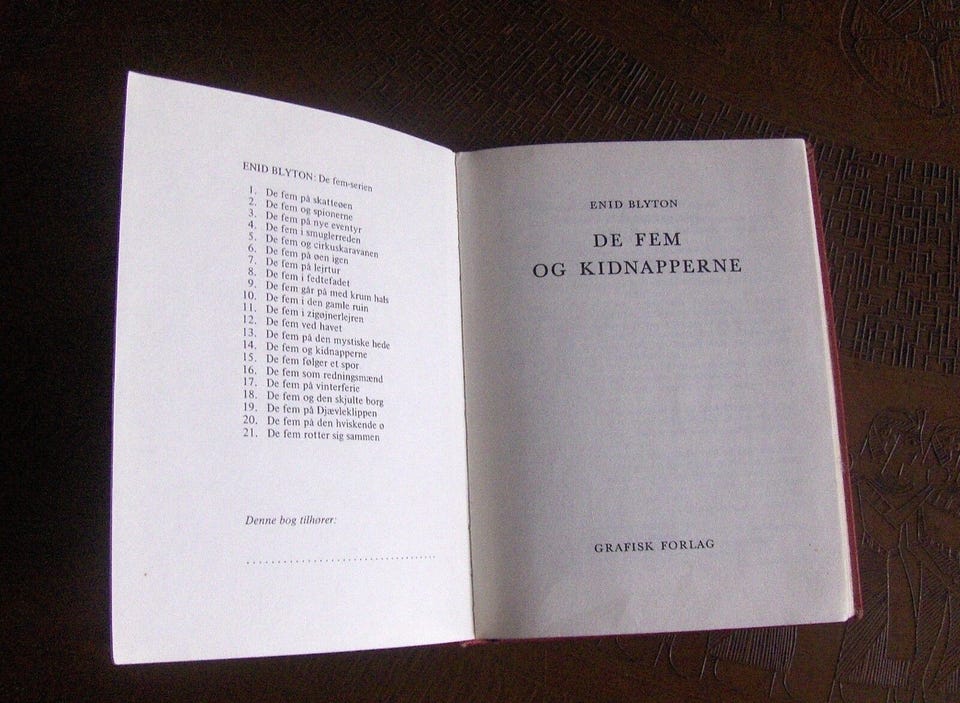 ENID BLYTON: De fem-serien
1. De fem på skatteøen
2. De fem og spionerne
3. De fem på nye eventyr
4. De fem i smuglerreden
5. De fem og cirkuskaravanen
6. De fem på øen igen
7. De fem på lejrtur
8. De fem i fedtefadet
9. De fem går på med krum hals
10. De fem i den gamle ruin
11. De fem i zigøjnerlejren
12. De fem ved havet
13. De fem på den mystiske hede
14. De fem og kidnapperne
15. De fem følger et spor
16. De fem som redningsmænd
17. De fem på vinterferie
18. De fem og den skjulte borg
19. De fem på Djævleklippen
20. De fem på den hviskende ø
21. De fem rotter sig sammen
Denne bog tilhører:
ENID BLYTON
DE FEM
OG KIDNAPPERNE
GRAFISK FORLAG